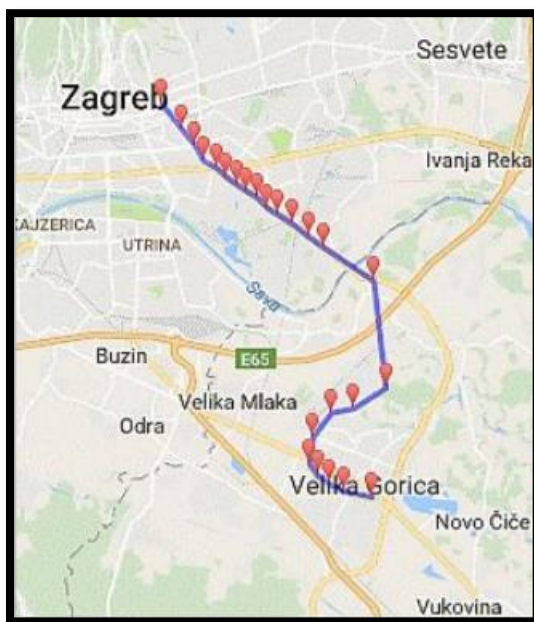 Sesvete
Zagreb
Ivanja Reka
KAJZERICA
UTRINA
Sava
Buzin
E65
Velika Mlaka
Odra
Velika Gorica
Novo Čiče
Vukovina